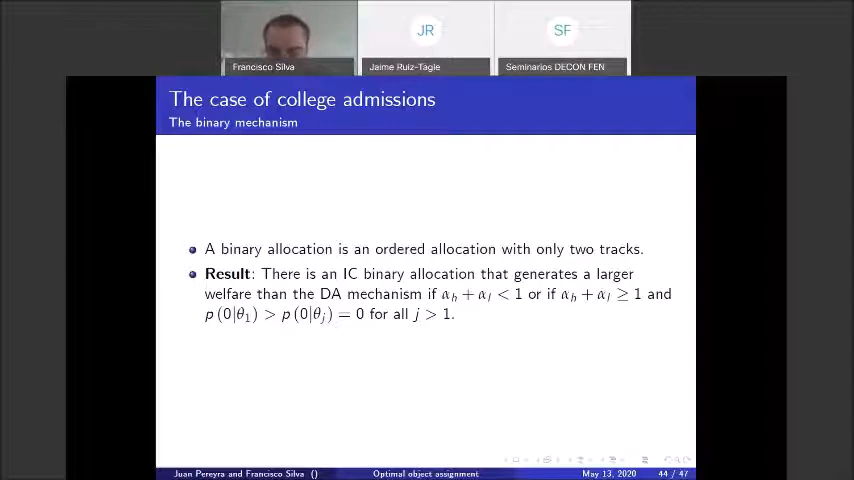 JR
SF
Francisco Silva
Jaime Ruiz-Tagle
Seminarios DECON FEN
The case of college admissions
The binary mechanism
A binary allocation is an ordered allocation with only two tracks.
Result: There is an IC binary allocation that generates a larger
welfare than the DA mechanism if αₕ + αₗ < 1 or if αₕ + αₗ ≥ 1 and
p (0|θ₁) > p (0|θⱼ) = 0 for all j > 1.
Juan Pereyra and Francisco Silva () Optimal object assignment May 13, 2020 44 / 47